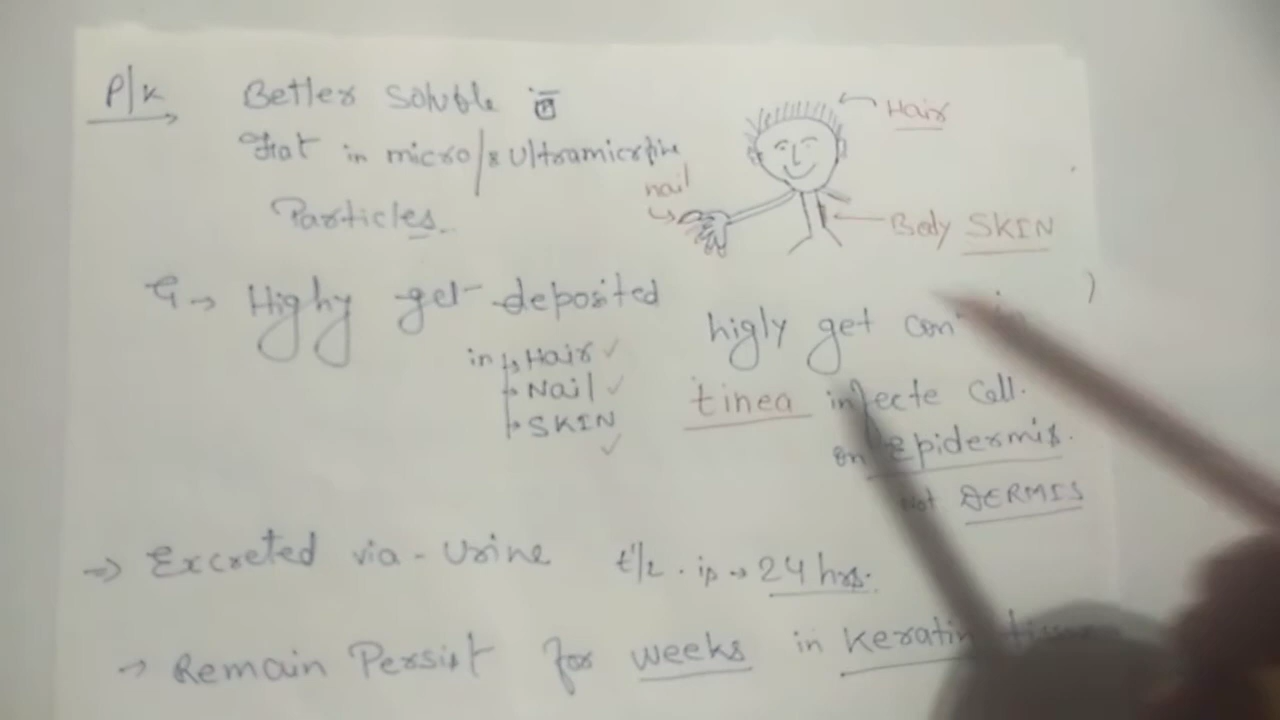 P/K Better Soluble
Fat in micro/& Ultramicrofine
Particles.
G → Highy get deposited
in → Hair ✓
→ Nail ✓
→ SKIN ✓
Hair
nail
Body SKIN
higly get con
tinea infecte Cell.
on Epidermis.
not DERMIS
→ Excreted via - Urine t1/2 . is → 24 hrs.
→ Remain Persist for weeks in keratin